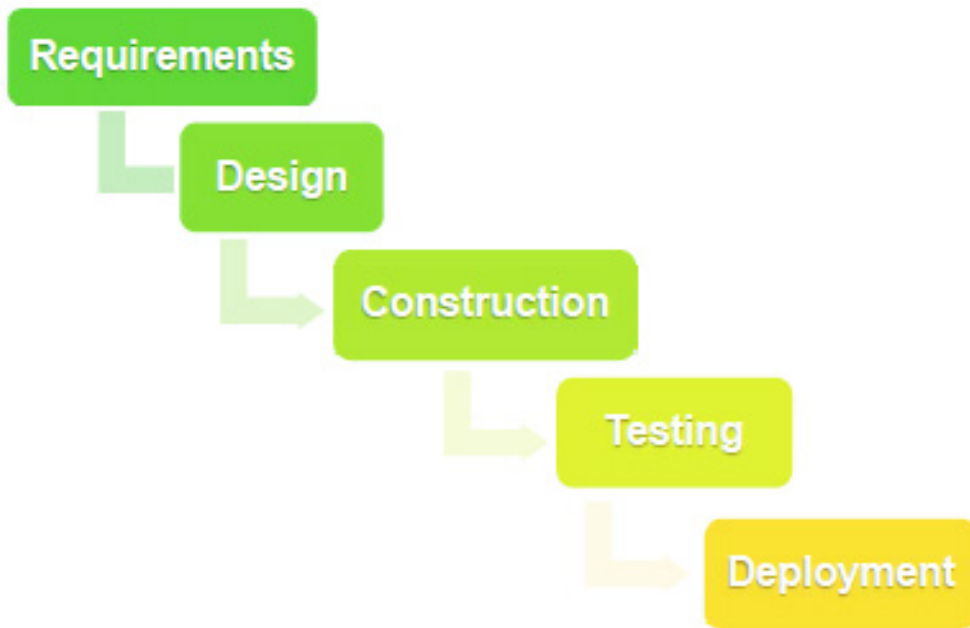 Requirements
Design
Construction
Testing
Deployment